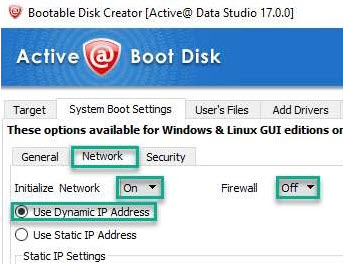 Bootable Disk Creator [Active@ Data Studio 17.0.0]
Active @ Boot Disk
Target System Boot Settings User's Files Add Drivers
These options available for Windows & Linux GUI editions on
General Network Security
Initialize Network On Firewall Off
Use Dynamic IP Address
Use Static IP Address
Static IP Settings